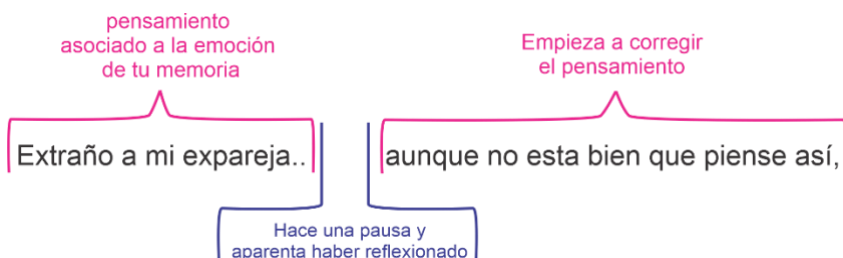 pensamiento
asociado a la emoción
de tu memoria
Empieza a corregir
el pensamiento
Extraño a mi expareja.. aunque no esta bien que piense así,
Hace una pausa y
aparenta haber reflexionado